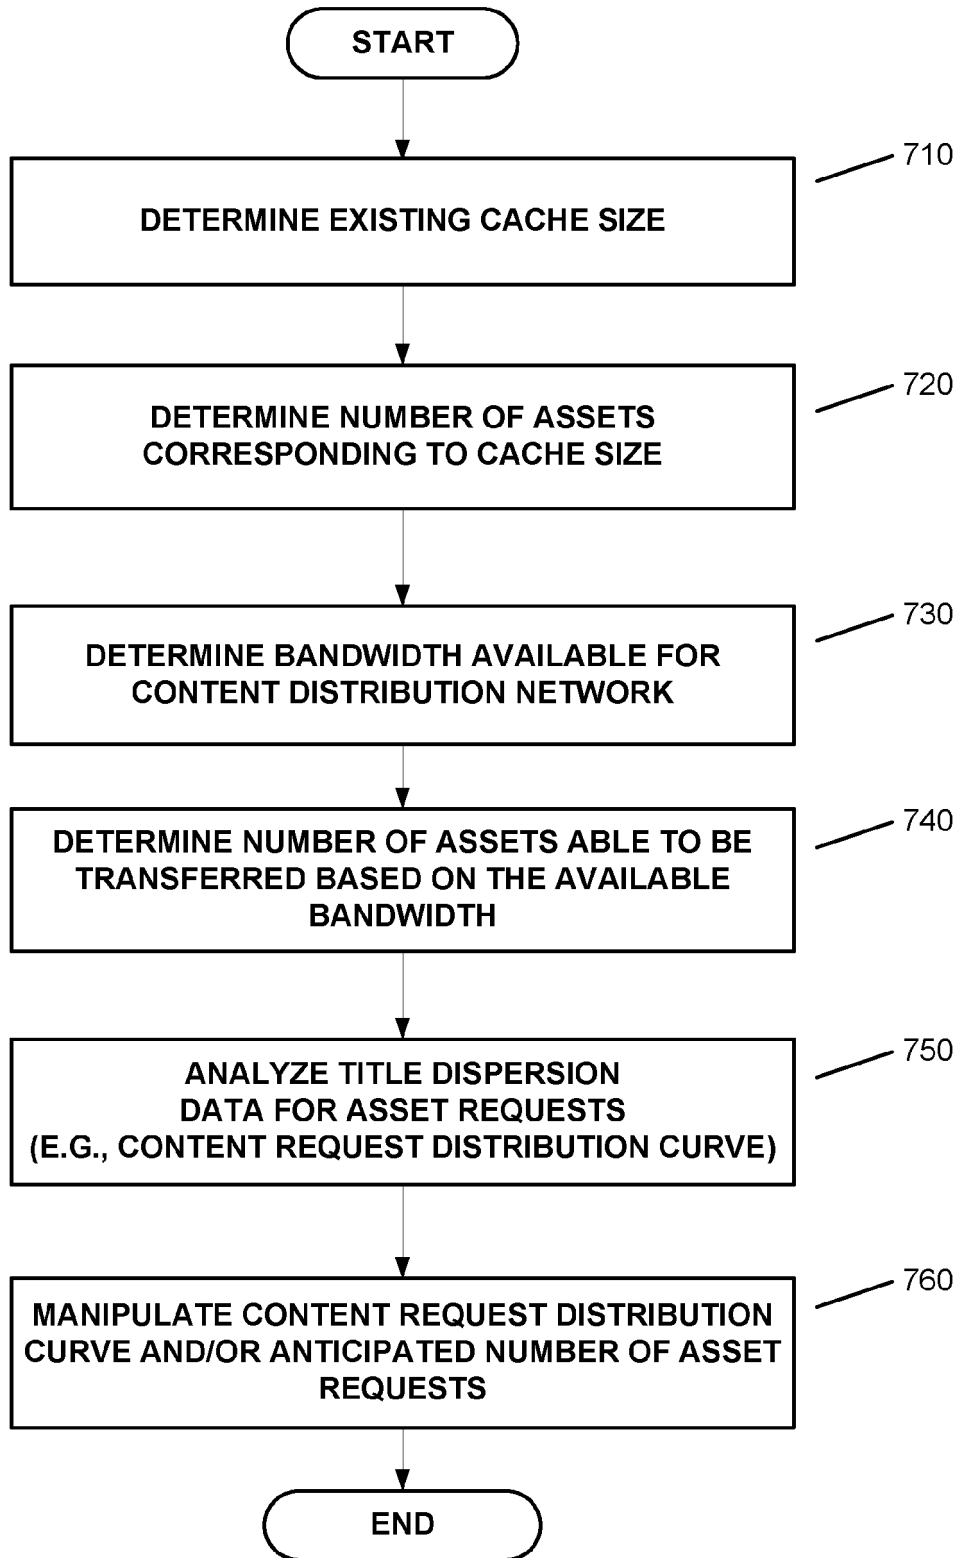 START
710
DETERMINE EXISTING CACHE SIZE
720
DETERMINE NUMBER OF ASSETS
CORRESPONDING TO CACHE SIZE
730
DETERMINE BANDWIDTH AVAILABLE FOR
CONTENT DISTRIBUTION NETWORK
740
DETERMINE NUMBER OF ASSETS ABLE TO BE
TRANSFERRED BASED ON THE AVAILABLE
BANDWIDTH
750
ANALYZE TITLE DISPERSION
DATA FOR ASSET REQUESTS
(E.G., CONTENT REQUEST DISTRIBUTION CURVE)
760
MANIPULATE CONTENT REQUEST DISTRIBUTION
CURVE AND/OR ANTICIPATED NUMBER OF ASSET
REQUESTS
END